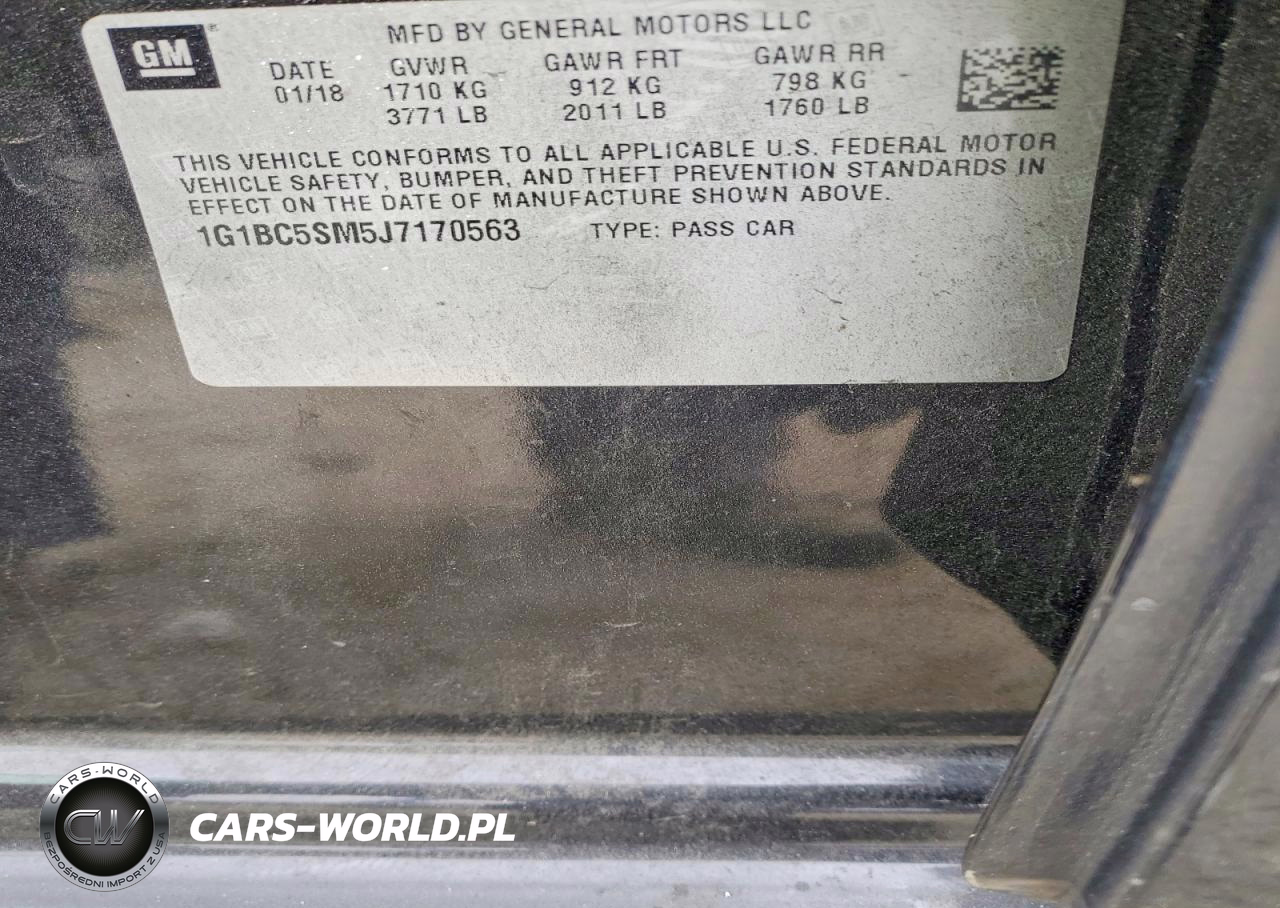 GM
MFD BY GENERAL MOTORS LLC
DATE GVWR GAWR FRT GAWR RR
01/18 1710 KG 912 KG 798 KG
3771 LB 2011 LB 1760 LB
THIS VEHICLE CONFORMS TO ALL APPLICABLE U.S. FEDERAL MOTOR
VEHICLE SAFETY, BUMPER, AND THEFT PREVENTION STANDARDS IN
EFFECT ON THE DATE OF MANUFACTURE SHOWN ABOVE.
1G1BC5SM5J7170563 TYPE: PASS CAR
CARS-WORLD
CW
BEZPOŚREDNI IMPORT Z USA
CARS-WORLD.PL